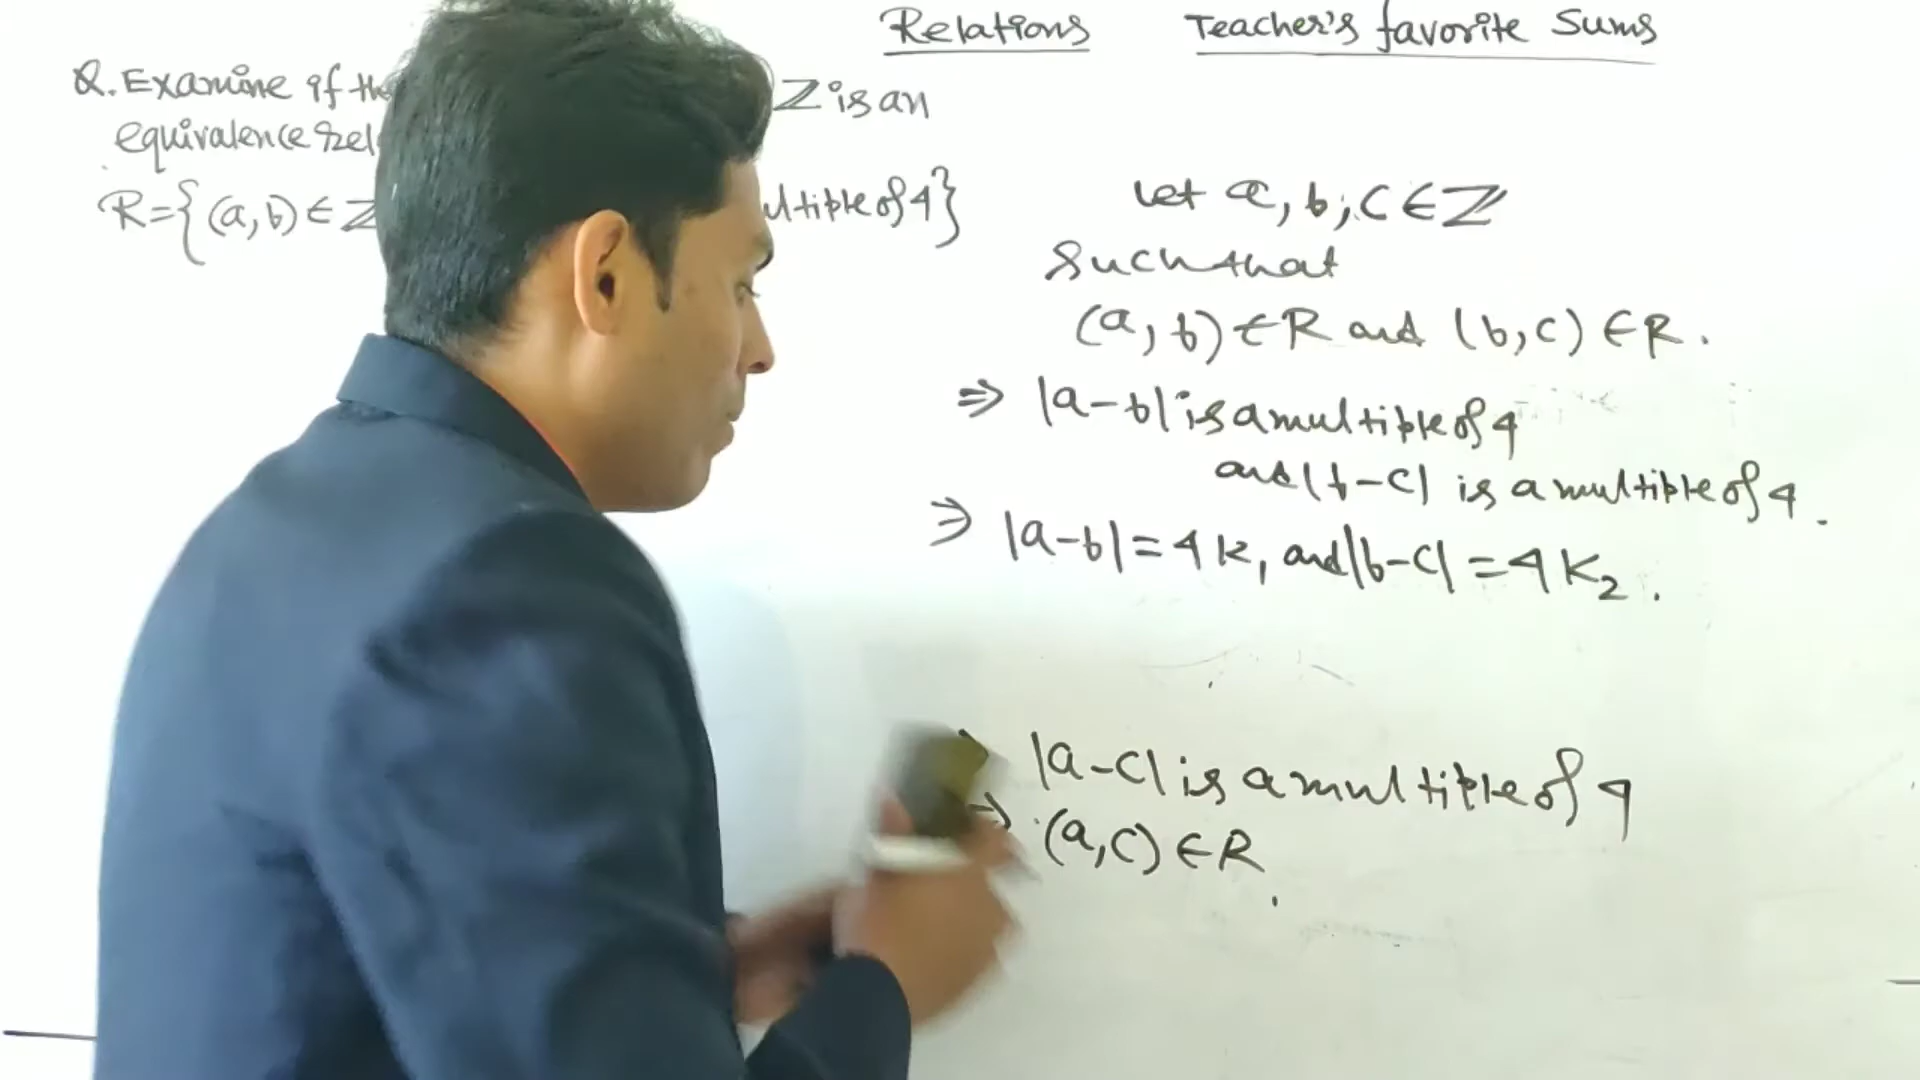 Relations Teacher's favorite Sums
Q. Examine if the Z is an
equivalence rel
R={(a,b)∈Z ultiple of 4}
Let a, b, c ∈ Z
Such that
(a, b) ∈ R and (b, c) ∈ R.
⇒ |a-b| is a multiple of 4
and |b-c| is a multiple of 4.
⇒ |a-b| = 4k, and |b-c| = 4K₂.
⇒ |a-c| is a multiple of 4
⇒ (a,c) ∈ R.